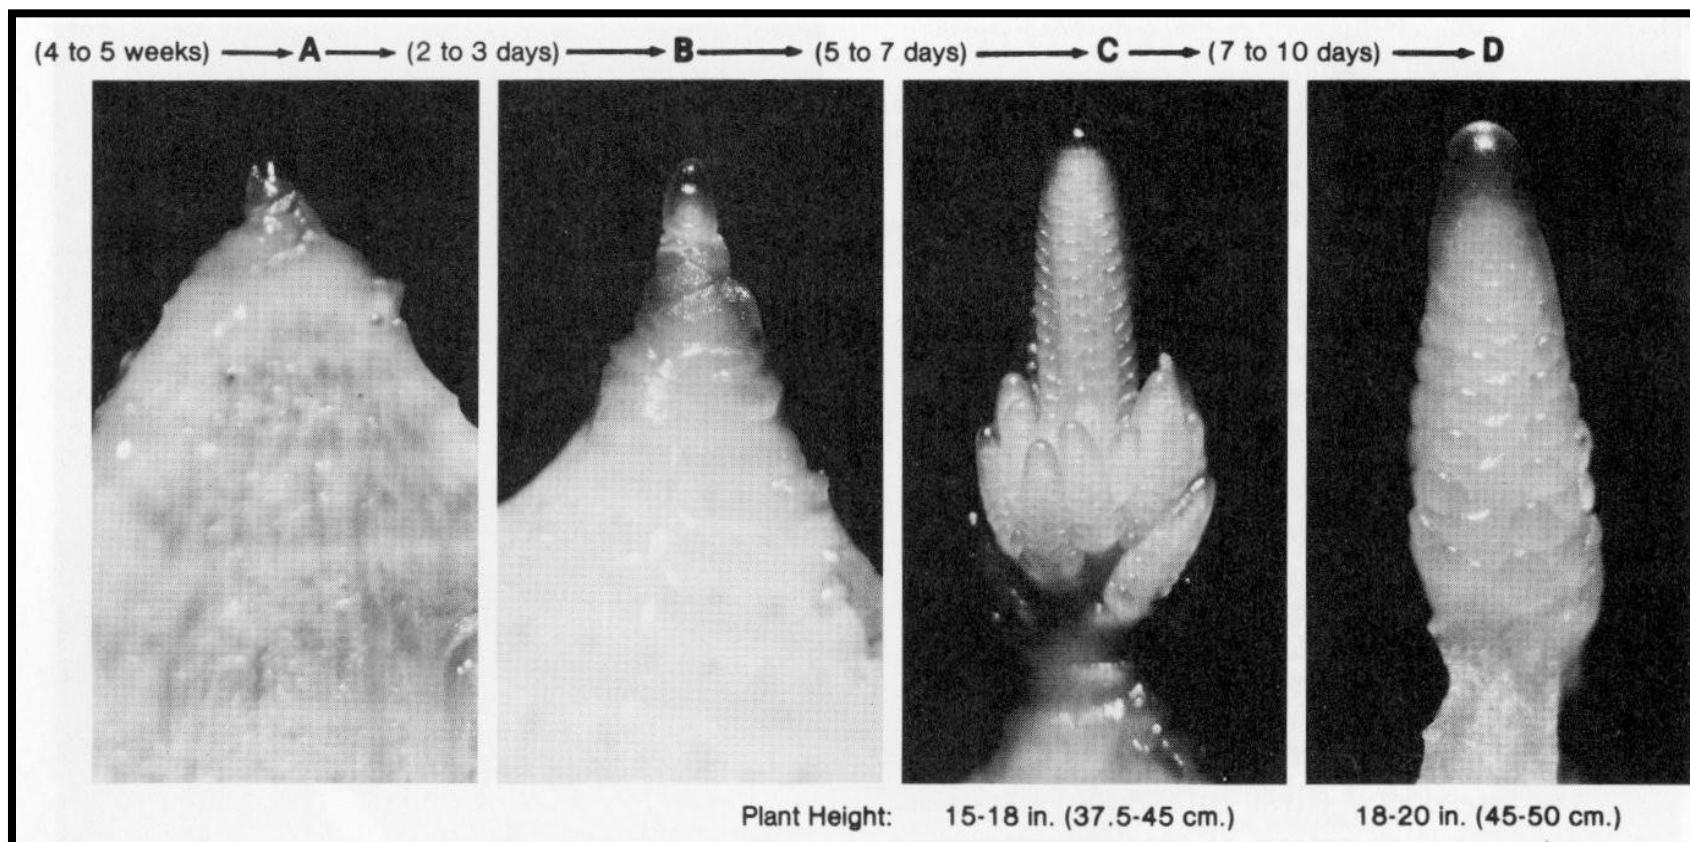 (4 to 5 weeks) → A → (2 to 3 days) → B → (5 to 7 days) → C → (7 to 10 days) → D
Plant Height: 15-18 in. (37.5-45 cm.) 18-20 in. (45-50 cm.)